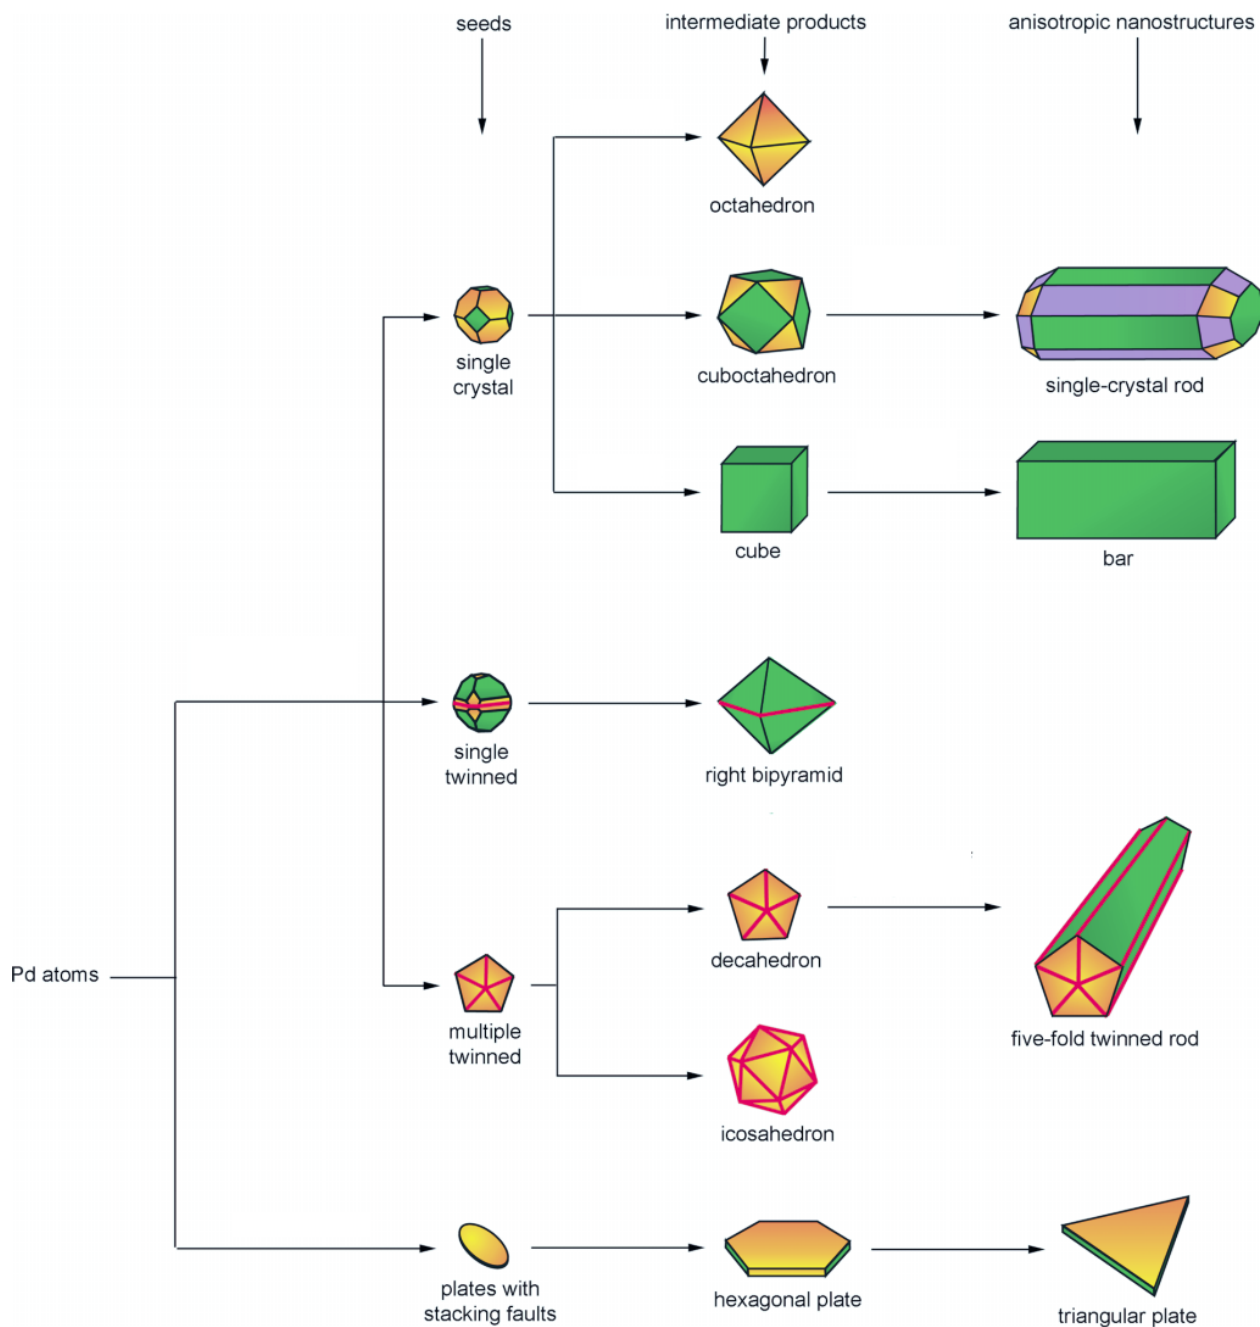 seeds
intermediate products
anisotropic nanostructures
octahedron
single
crystal
cuboctahedron
single-crystal rod
cube
bar
single
twinned
right bipyramid
Pd atoms
multiple
twinned
decahedron
five-fold twinned rod
icosahedron
plates with
stacking faults
hexagonal plate
triangular plate